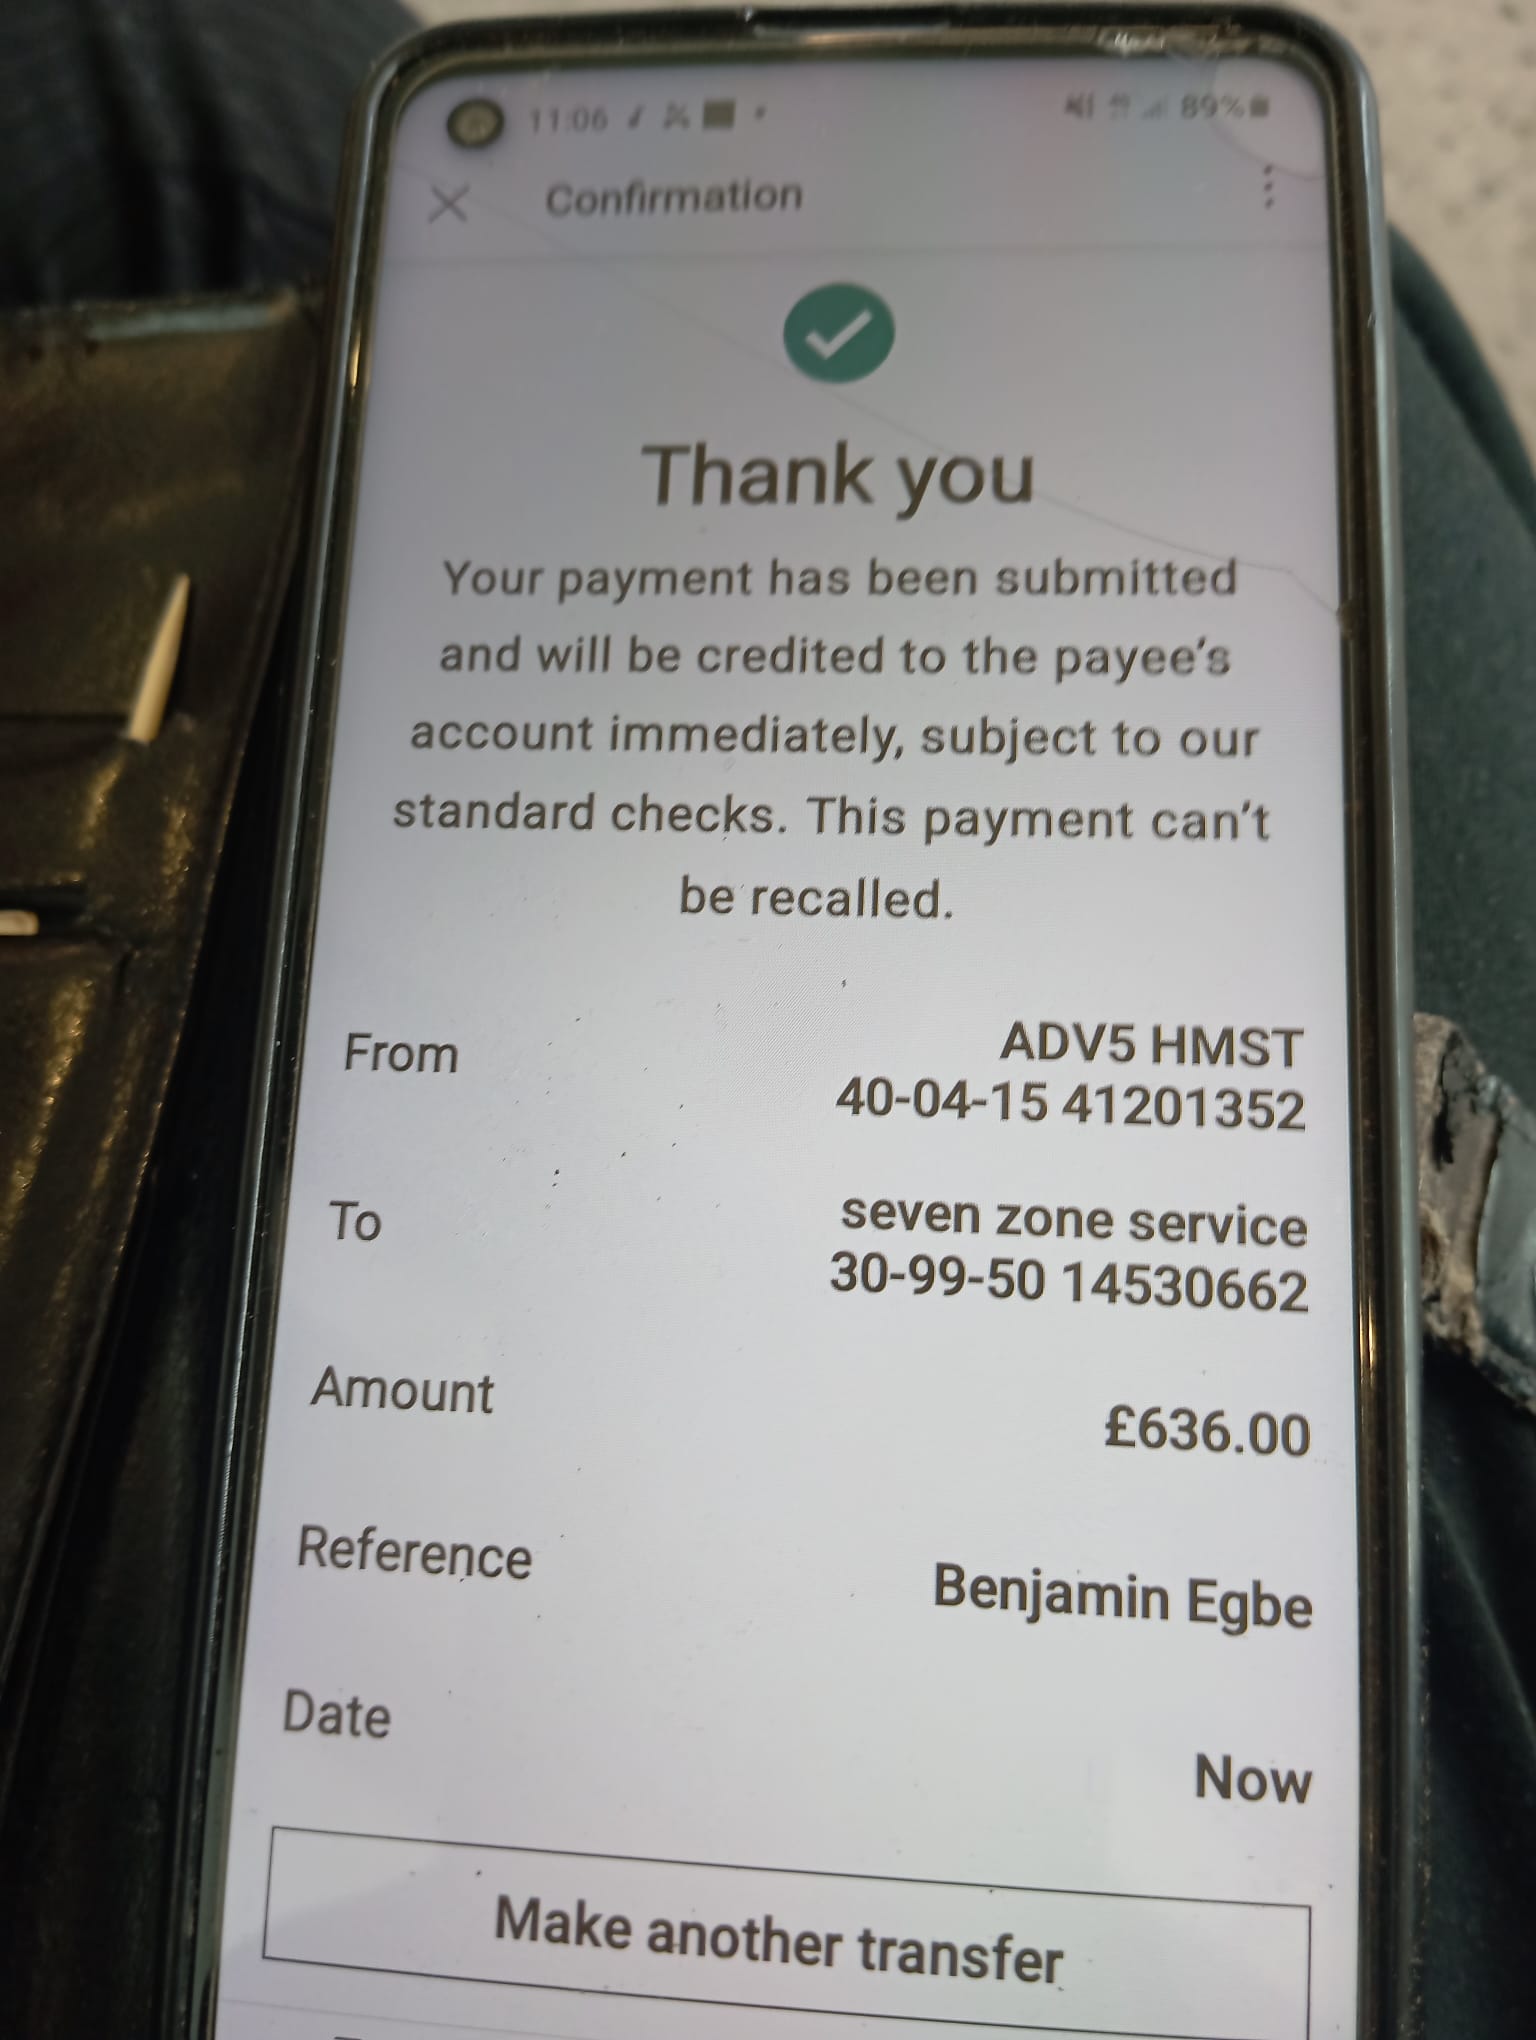 11:06
89%
Confirmation
Thank you
Your payment has been submitted
and will be credited to the payee's
account immediately, subject to our
standard checks. This payment can't
be recalled.
From
ADV5 HMST
40-04-15 41201352
To
seven zone service
30-99-50 14530662
Amount
£636.00
Reference
Benjamin Egbe
Date
Now
Make another transfer